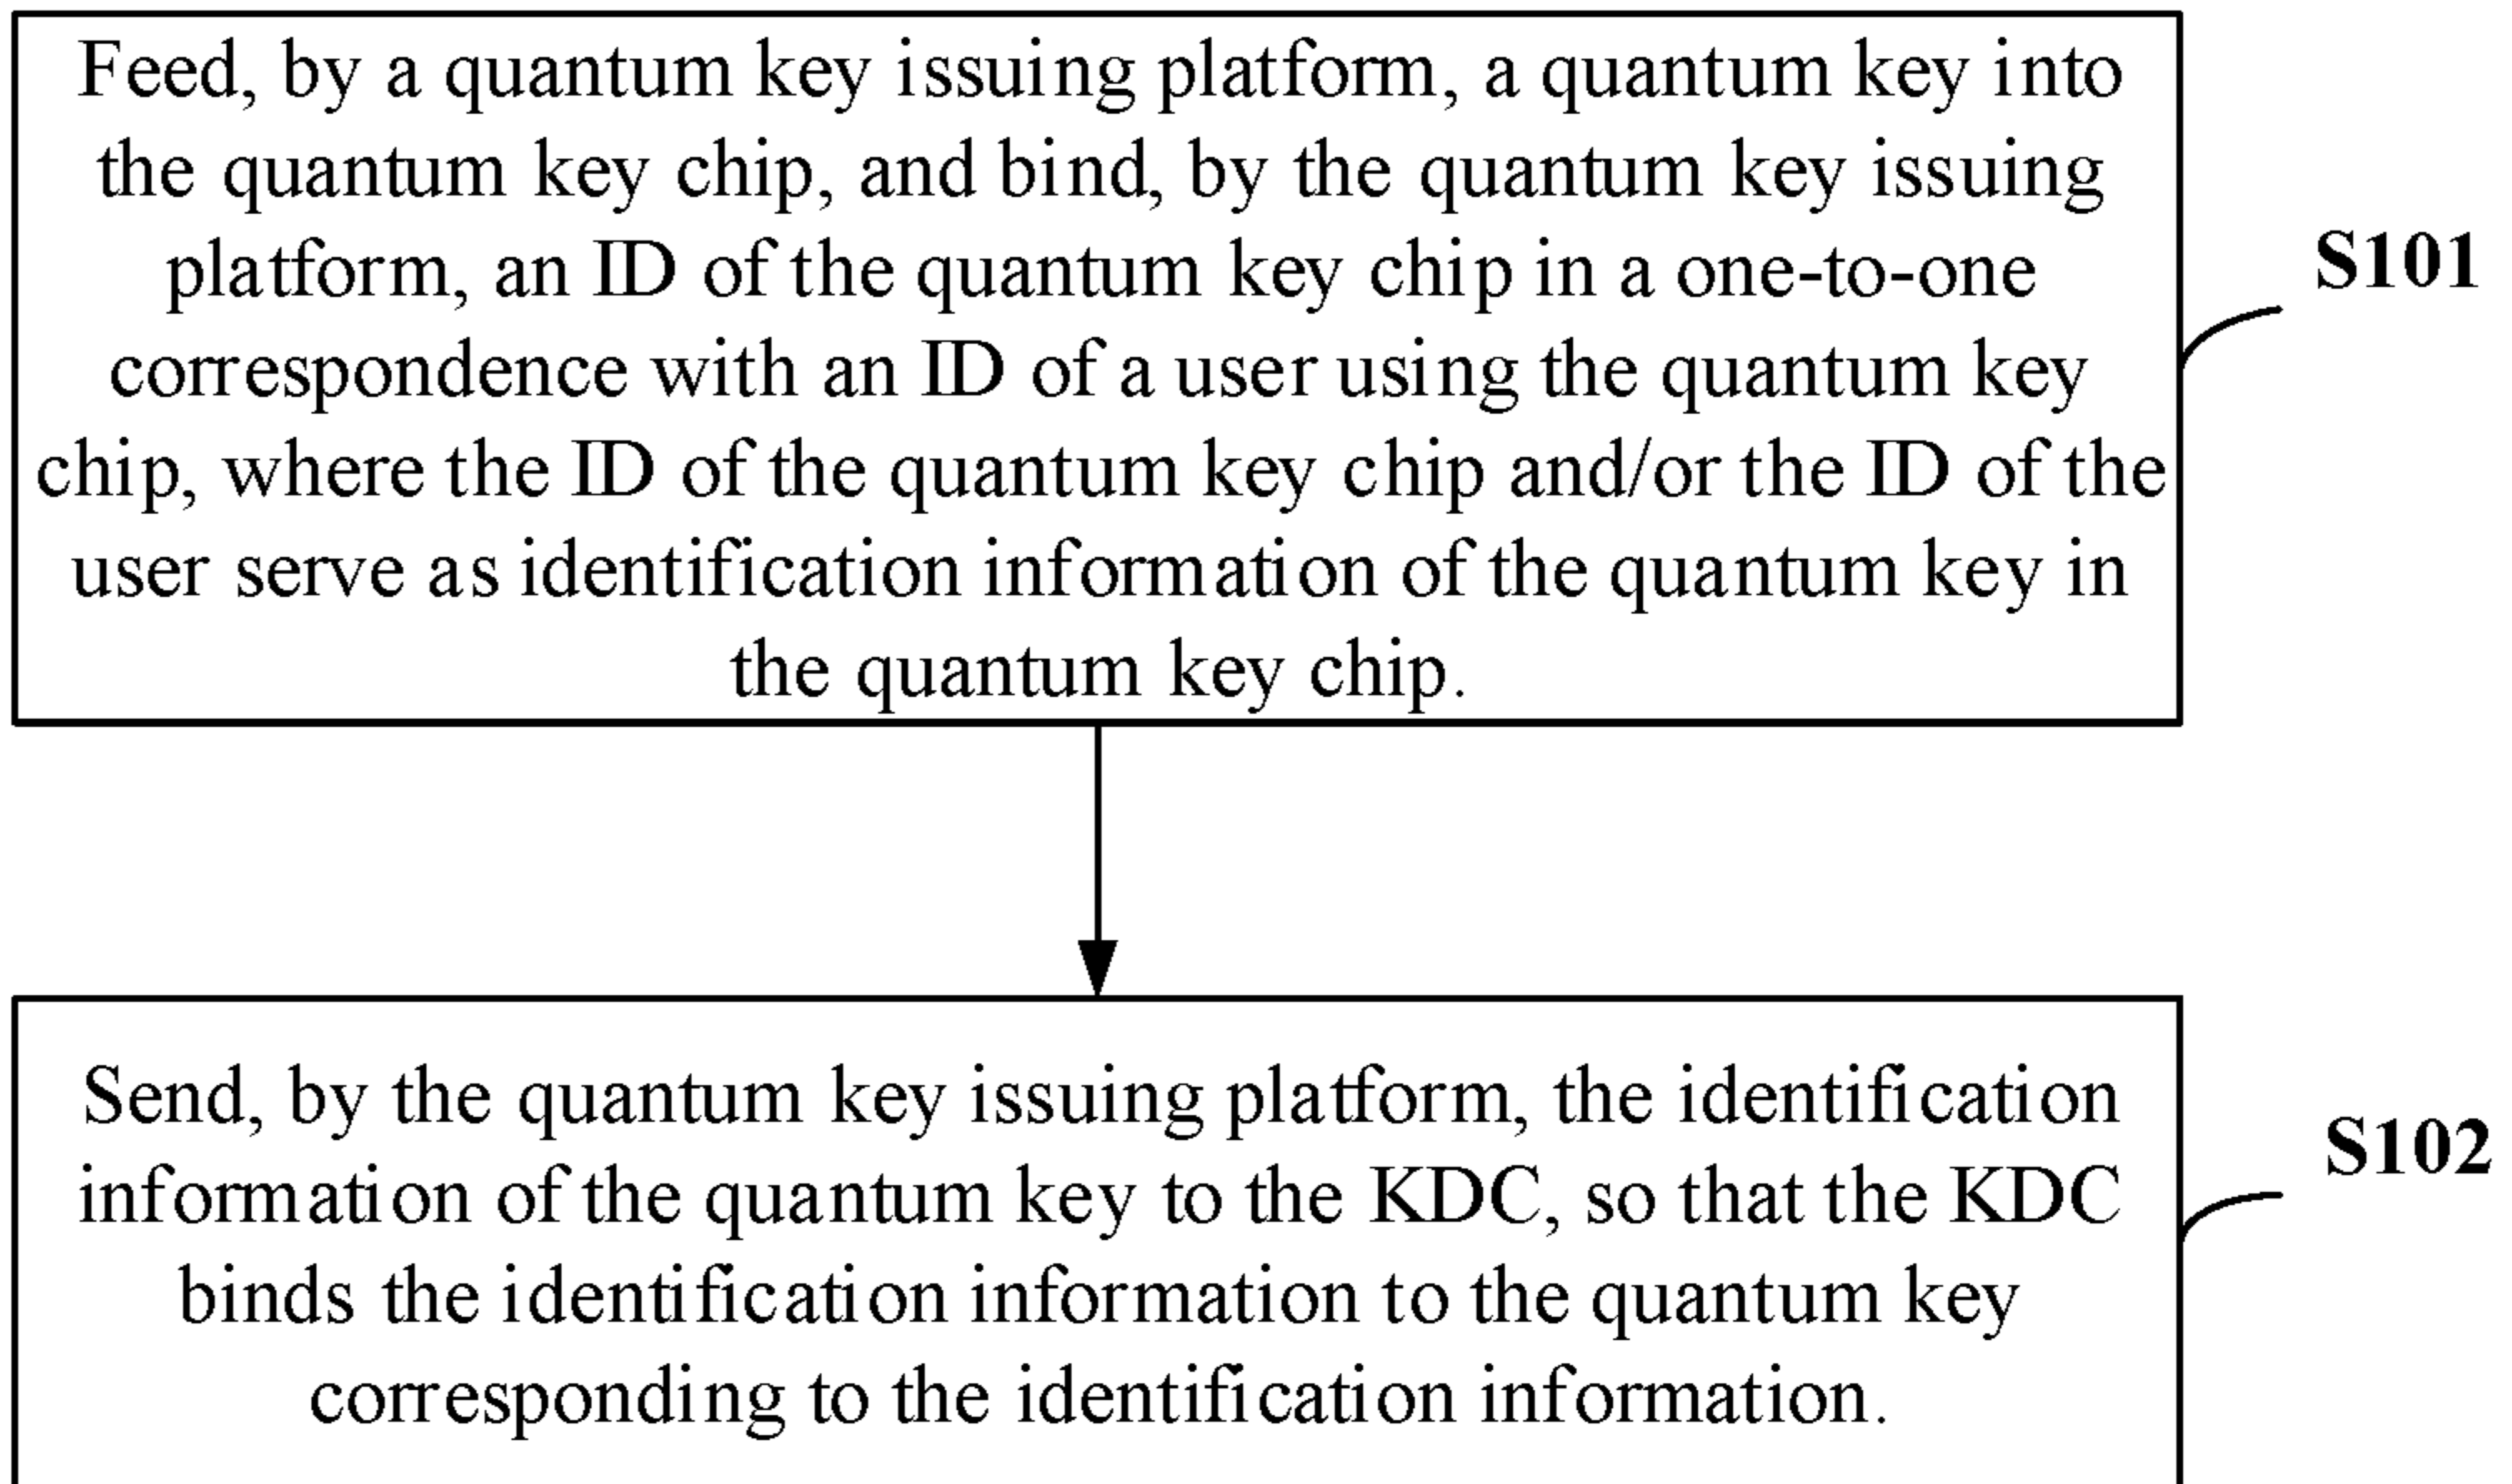 Feed, by a quantum key issuing platform, a quantum key into
the quantum key chip, and bind, by the quantum key issuing
platform, an ID of the quantum key chip in a one-to-one
correspondence with an ID of a user using the quantum key
chip, where the ID of the quantum key chip and/or the ID of the
user serve as identification information of the quantum key in
the quantum key chip.
S101
Send, by the quantum key issuing platform, the identification
information of the quantum key to the KDC, so that the KDC
binds the identification information to the quantum key
corresponding to the identification information.
S102